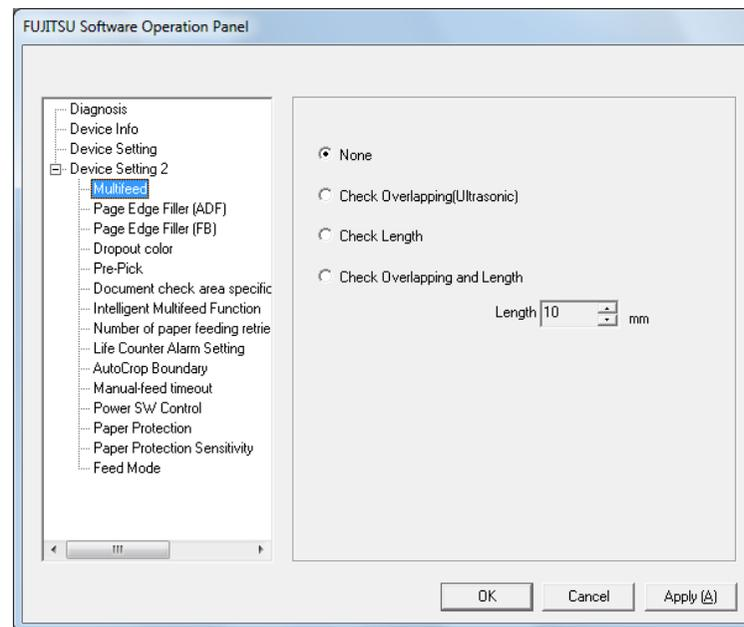 FUJITSU Software Operation Panel
Diagnosis
Device Info
Device Setting
Device Setting 2
Multifeed
Page Edge Filler (ADF)
Page Edge Filler (FB)
Dropout color
Pre-Pick
Document check area specific
Intelligent Multifeed Function
Number of paper feeding retrie
Life Counter Alarm Setting
AutoCrop Boundary
Manual-feed timeout
Power SW Control
Paper Protection
Paper Protection Sensitivity
Feed Mode
None
Check Overlapping(Ultrasonic)
Check Length
Check Overlapping and Length
Length 10 mm
OK Cancel Apply (A)